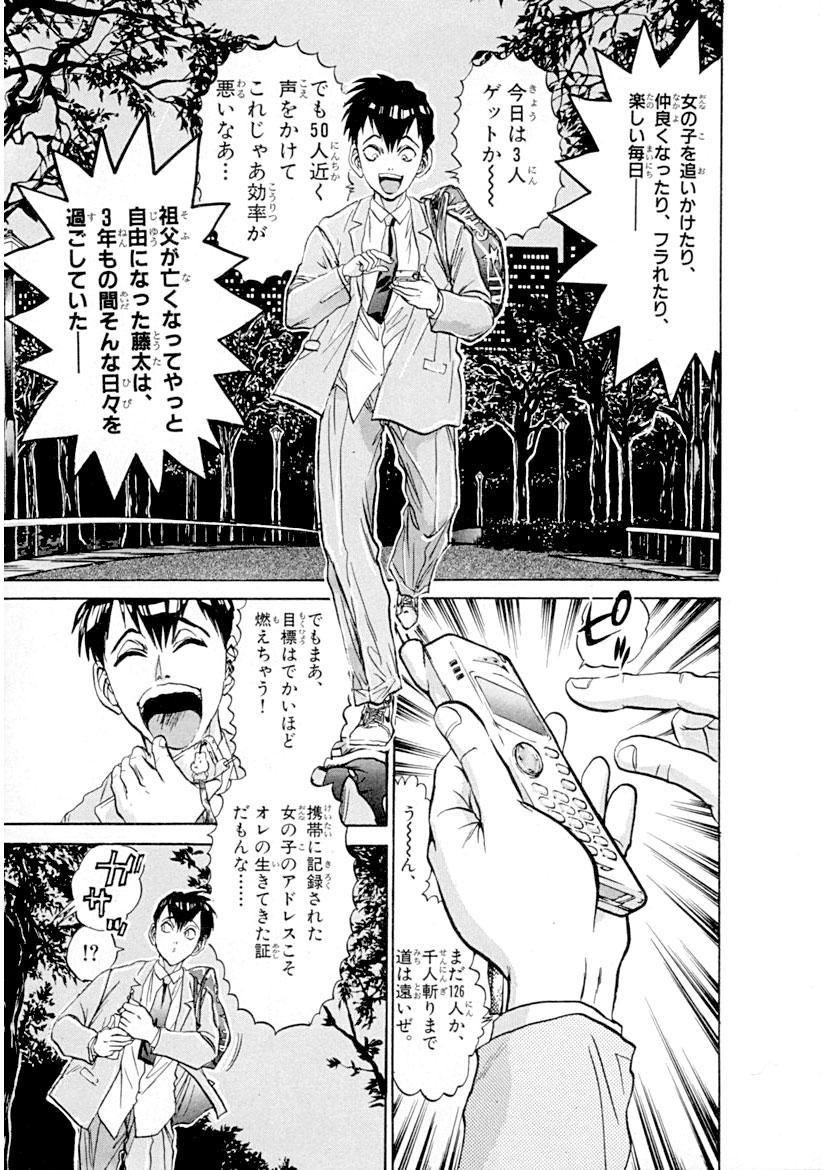 女の子を追いかけたり、
仲良くなったり、フラれたり、
楽しい毎日──
今日は3人
ゲットか～～
でも50人近く
声をかけて
これじゃあ効率が
悪いなあ…
祖父が亡くなってやっと
自由になった藤太は、
3年もの間そんな日々を
過ごしていた──
ピッ
う～～ん、
まだ126人か、
千人斬りまで
道は遠いぜ。
でもまあ、
目標はでかいほど
燃えちゃう!
携帯に記録された
女の子のアドレスこそ
オレの生きてきた証
だもんな……
ガサッ
!?